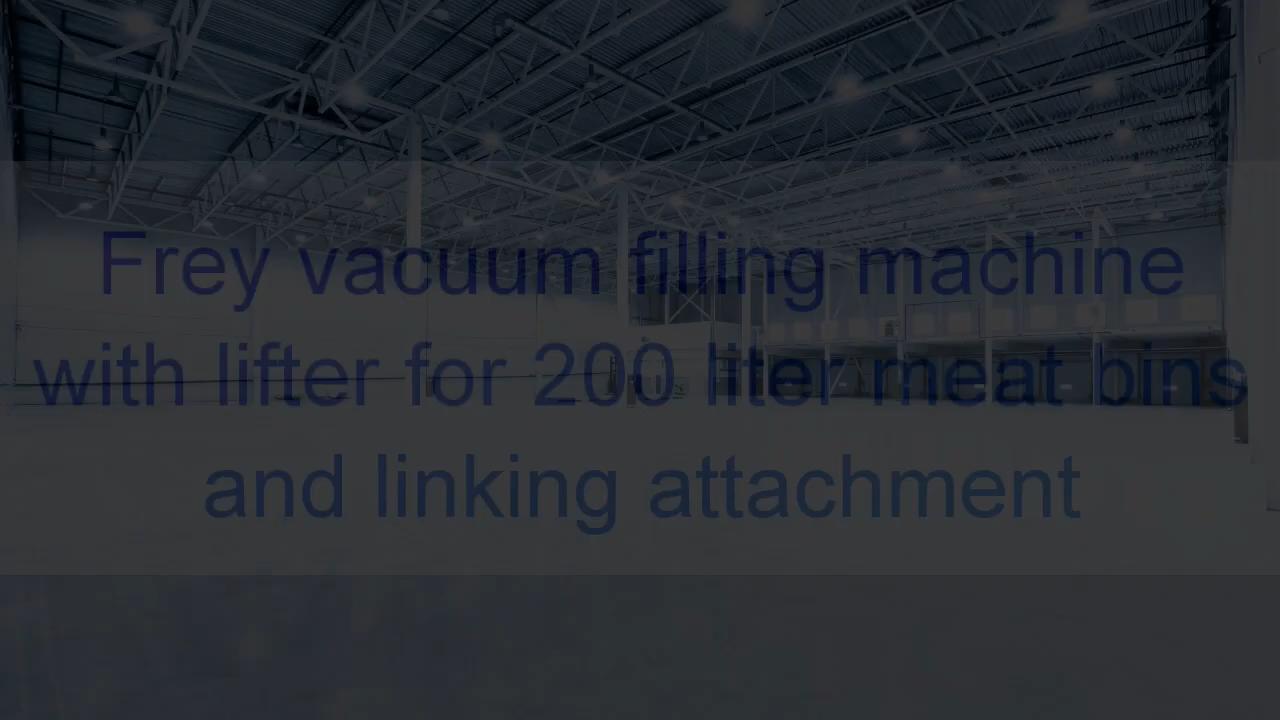 Frey vacuum filling machine
with lifter for 200 liter meat bins
and linking attachment